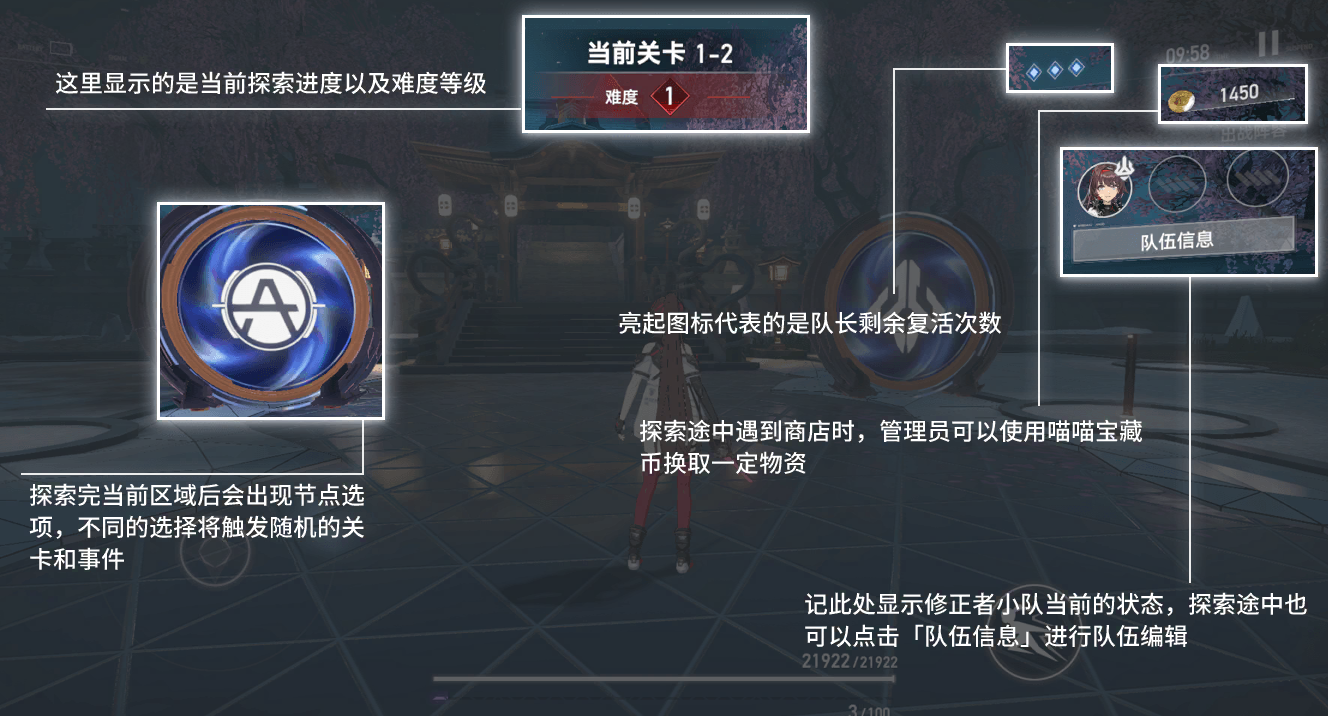 当前关卡 1-2
难度 1
这里显示的是当前探索进度以及难度等级
09:58
1450
出战阵容
队伍信息
亮起图标代表的是队长剩余复活次数
探索途中遇到商店时，管理员可以使用喵喵宝藏
币换取一定物资
探索完当前区域后会出现节点选
项，不同的选择将触发随机的关
卡和事件
记此处显示修正者小队当前的状态，探索途中也
可以点击「队伍信息」进行队伍编辑
21922/21922
3/100